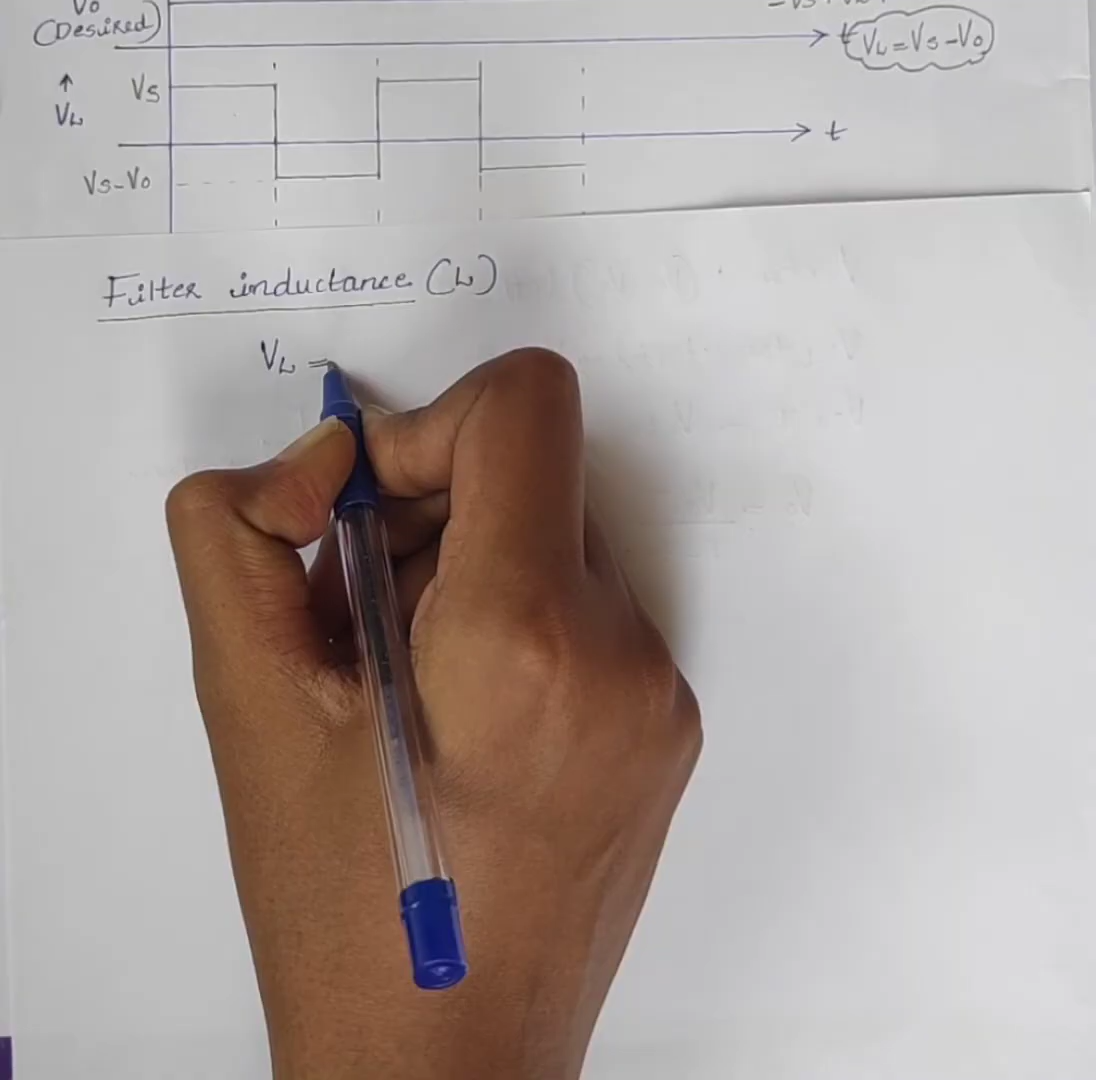 Vo
(Desired)
t
VL = Vs - Vo
↑
VL
Vs
t
Vs - Vo
Filter inductance (L)
VL =